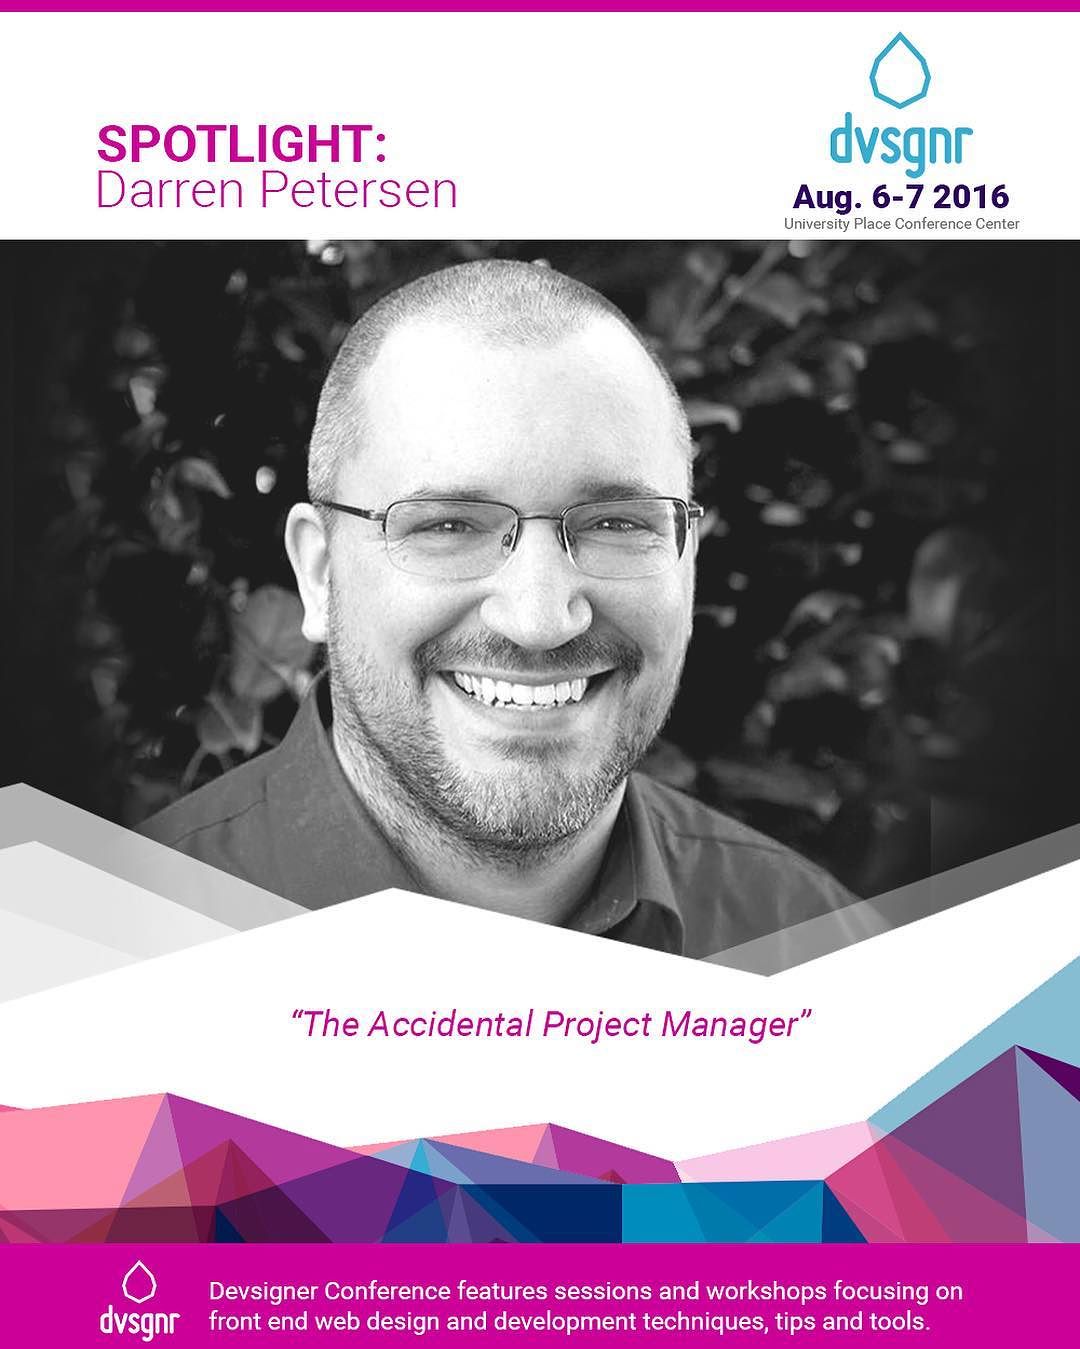 SPOTLIGHT:
Darren Petersen
dvsgnr
Aug. 6-7 2016
University Place Conference Center
“The Accidental Project Manager”
dvsgnr
Devsigner Conference features sessions and workshops focusing on
front end web design and development techniques, tips and tools.